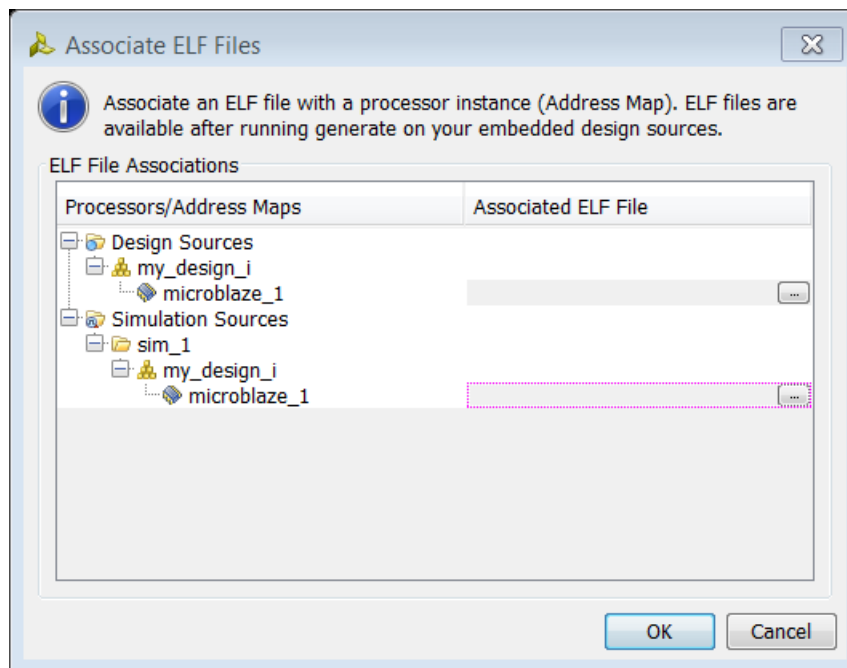 Associate ELF Files
Associate an ELF file with a processor instance (Address Map). ELF files are
available after running generate on your embedded design sources.
ELF File Associations
Processors/Address Maps Associated ELF File
Design Sources
my_design_i
microblaze_1 ...
Simulation Sources
sim_1
my_design_i
microblaze_1 ...
OK Cancel